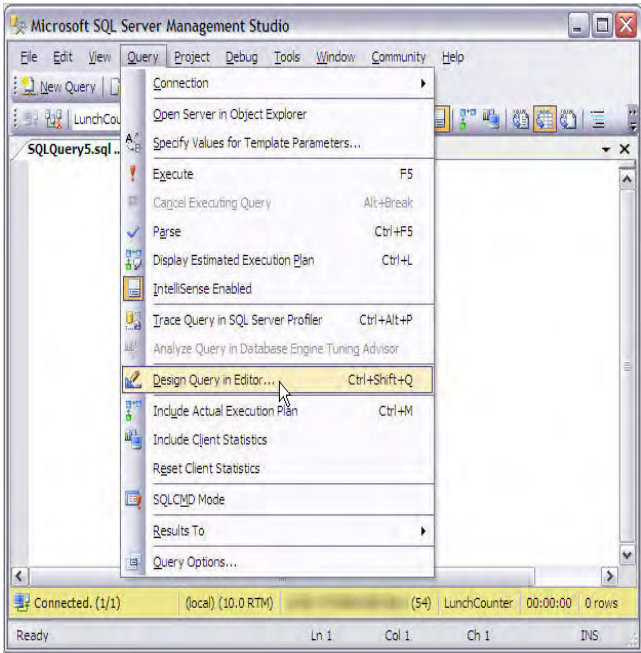 Microsoft SQL Server Management Studio
File Edit View Query Project Debug Tools Window Community Help
New Query
LunchCou
SQLQuery5.sql ..
Connection
Open Server in Object Explorer
Specify Values for Template Parameters...
Execute F5
Cancel Executing Query Alt+Break
Parse Ctrl+F5
Display Estimated Execution Plan Ctrl+L
IntelliSense Enabled
Trace Query in SQL Server Profiler Ctrl+Alt+P
Analyze Query in Database Engine Tuning Advisor
Design Query in Editor... Ctrl+Shift+Q
Include Actual Execution Plan Ctrl+M
Include Client Statistics
Reset Client Statistics
SQLCMD Mode
Results To
Query Options...
Connected. (1/1) (local) (10.0 RTM) (54) LunchCounter 00:00:00 0 rows
Ready Ln 1 Col 1 Ch 1 INS